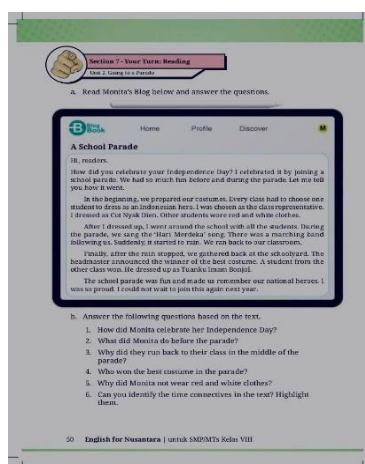 Section 7 - Your Turn: Reading
Unit 2. Going to a Parade
a. Read Monita's Blog below and answer the questions.
Blog Book Home Profile Discover M
A School Parade
Hi, readers.
How did you celebrate your Independence Day? I celebrated it by joining a
school parade. We had so much fun before and during the parade. Let me tell
you how it went.
In the beginning, we prepared our costumes. Every class had to choose one
student to dress as an Indonesian hero. I was chosen as the class representative.
I dressed as Cut Nyak Dien. Other students wore red and white clothes.
After I dressed up, I went around the school with all the students. During
the parade, we sang the 'Hari Merdeka' song. There was a marching band
following us. Suddenly, it started to rain. We ran back to our classroom.
Finally, after the rain stopped, we gathered back at the schoolyard. The
headmaster announced the winner of the best costume. A student from the
other class won. He dressed up as Tuanku Imam Bonjol.
The school parade was fun and made us remember our national heroes. I
was so proud. I could not wait to join this again next year.
b. Answer the following questions based on the text.
1. How did Monita celebrate her Independence Day?
2. What did Monita do before the parade?
3. Why did they run back to their class in the middle of the
parade?
4. Who won the best costume in the parade?
5. Why did Monita not wear red and white clothes?
6. Can you identify the time connectives in the text? Highlight
them.
50 English for Nusantara | untuk SMP/MTs Kelas VIII